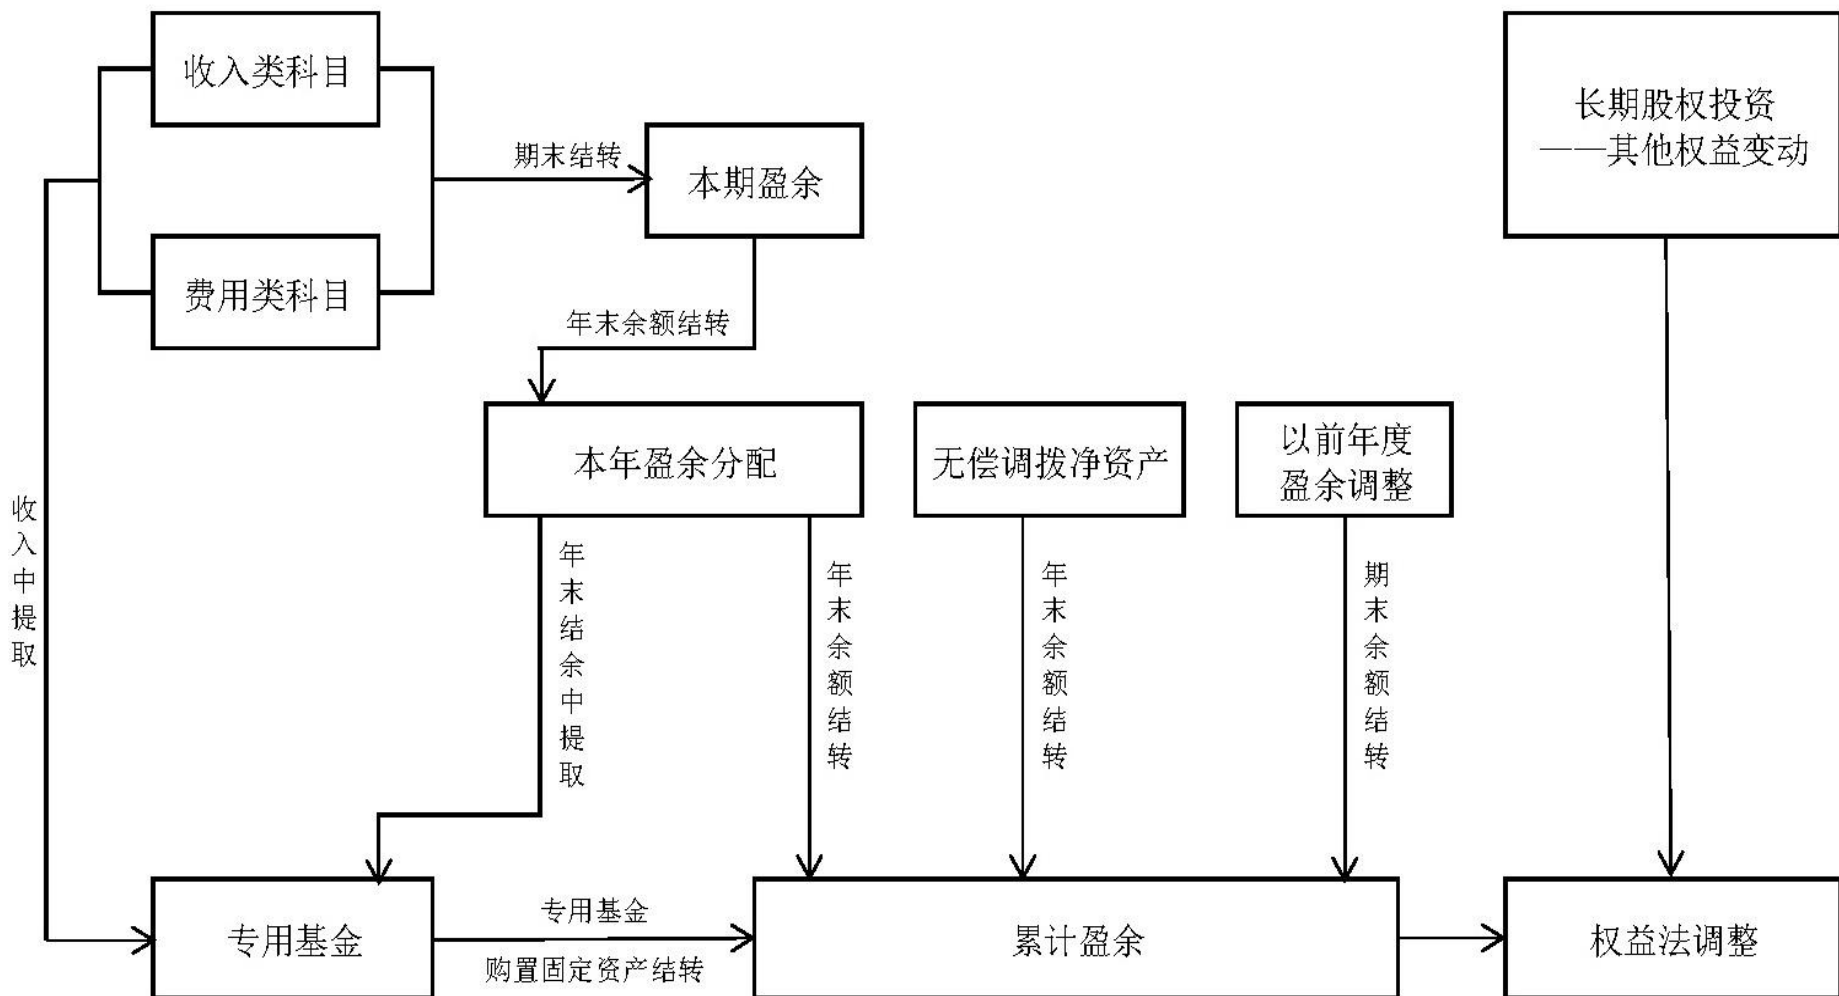 收入类科目
长期股权投资
——其他权益变动
期末结转
本期盈余
费用类科目
年末余额结转
本年盈余分配
无偿调拨净资产
以前年度
盈余调整
收入中提取
年末结余中提取
年末余额结转
年末余额结转
期末余额结转
专用基金
专用基金
购置固定资产结转
累计盈余
权益法调整